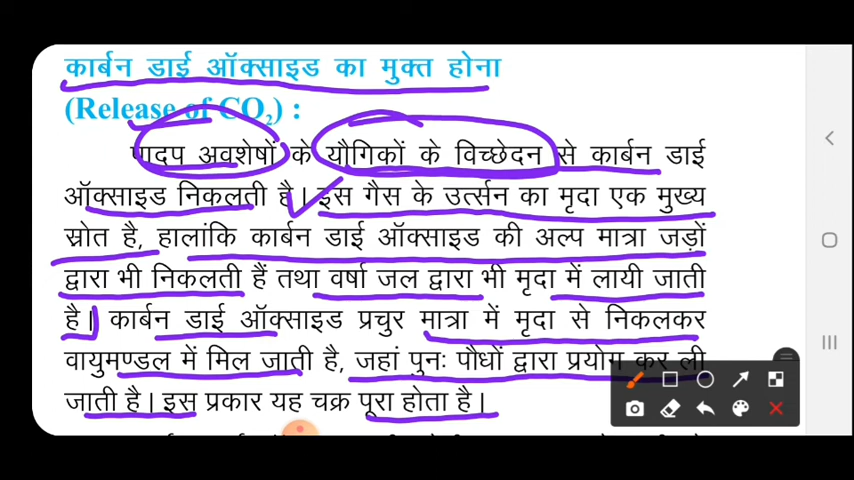 कार्बन डाई ऑक्साइड का मुक्त होना
(Release of CO₂) :
पादप अवशेषों के यौगिकों के विच्छेदन से कार्बन डाई
ऑक्साइड निकलती है। इस गैस के उत्सर्न का मृदा एक मुख्य
स्रोत है, हालांकि कार्बन डाई ऑक्साइड की अल्प मात्रा जड़ों
द्वारा भी निकलती हैं तथा वर्षा जल द्वारा भी मृदा में लायी जाती
है। कार्बन डाई ऑक्साइड प्रचुर मात्रा में मृदा से निकलकर
वायुमण्डल में मिल जाती है, जहां पुनः पौधों द्वारा प्रयोग कर ली
जाती है। इस प्रकार यह चक्र पूरा होता है।